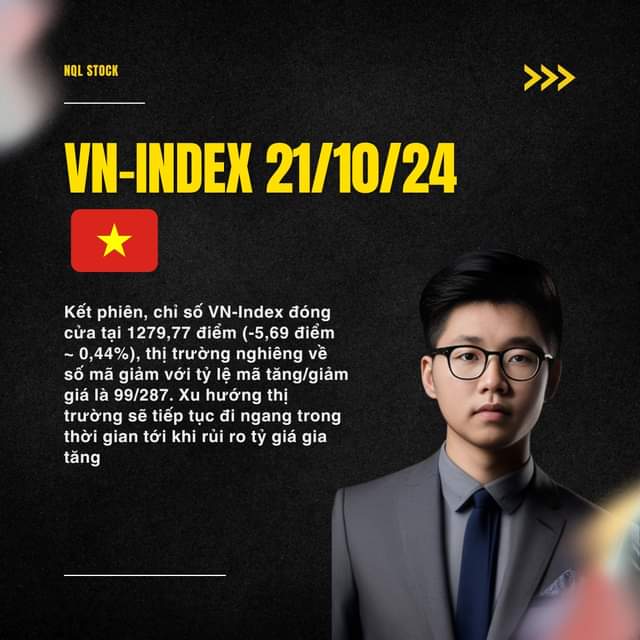 NQL STOCK
VN-INDEX 21/10/24
Kết phiên, chỉ số VN-Index đóng
cửa tại 1279,77 điểm (-5,69 điểm
~ 0,44%), thị trường nghiêng về
số mã giảm với tỷ lệ mã tăng/giảm
giá là 99/287. Xu hướng thị
trường sẽ tiếp tục đi ngang trong
thời gian tới khi rủi ro tỷ giá gia
tăng